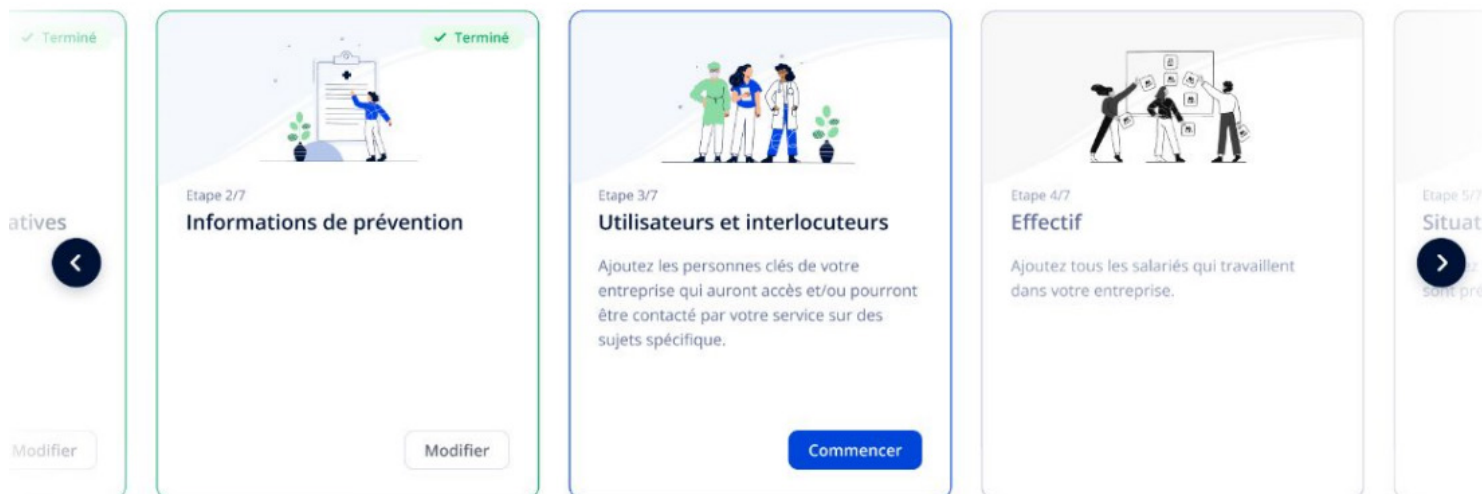 ✓ Terminé
atives
Modifier
✓ Terminé
Etape 2/7
Informations de prévention
Modifier
Etape 3/7
Utilisateurs et interlocuteurs
Ajoutez les personnes clés de votre
entreprise qui auront accès et/ou pourront
être contacté par votre service sur des
sujets spécifique.
Commencer
Etape 4/7
Effectif
Ajoutez tous les salariés qui travaillent
dans votre entreprise.
Etape 5/7
Situat
sont pré